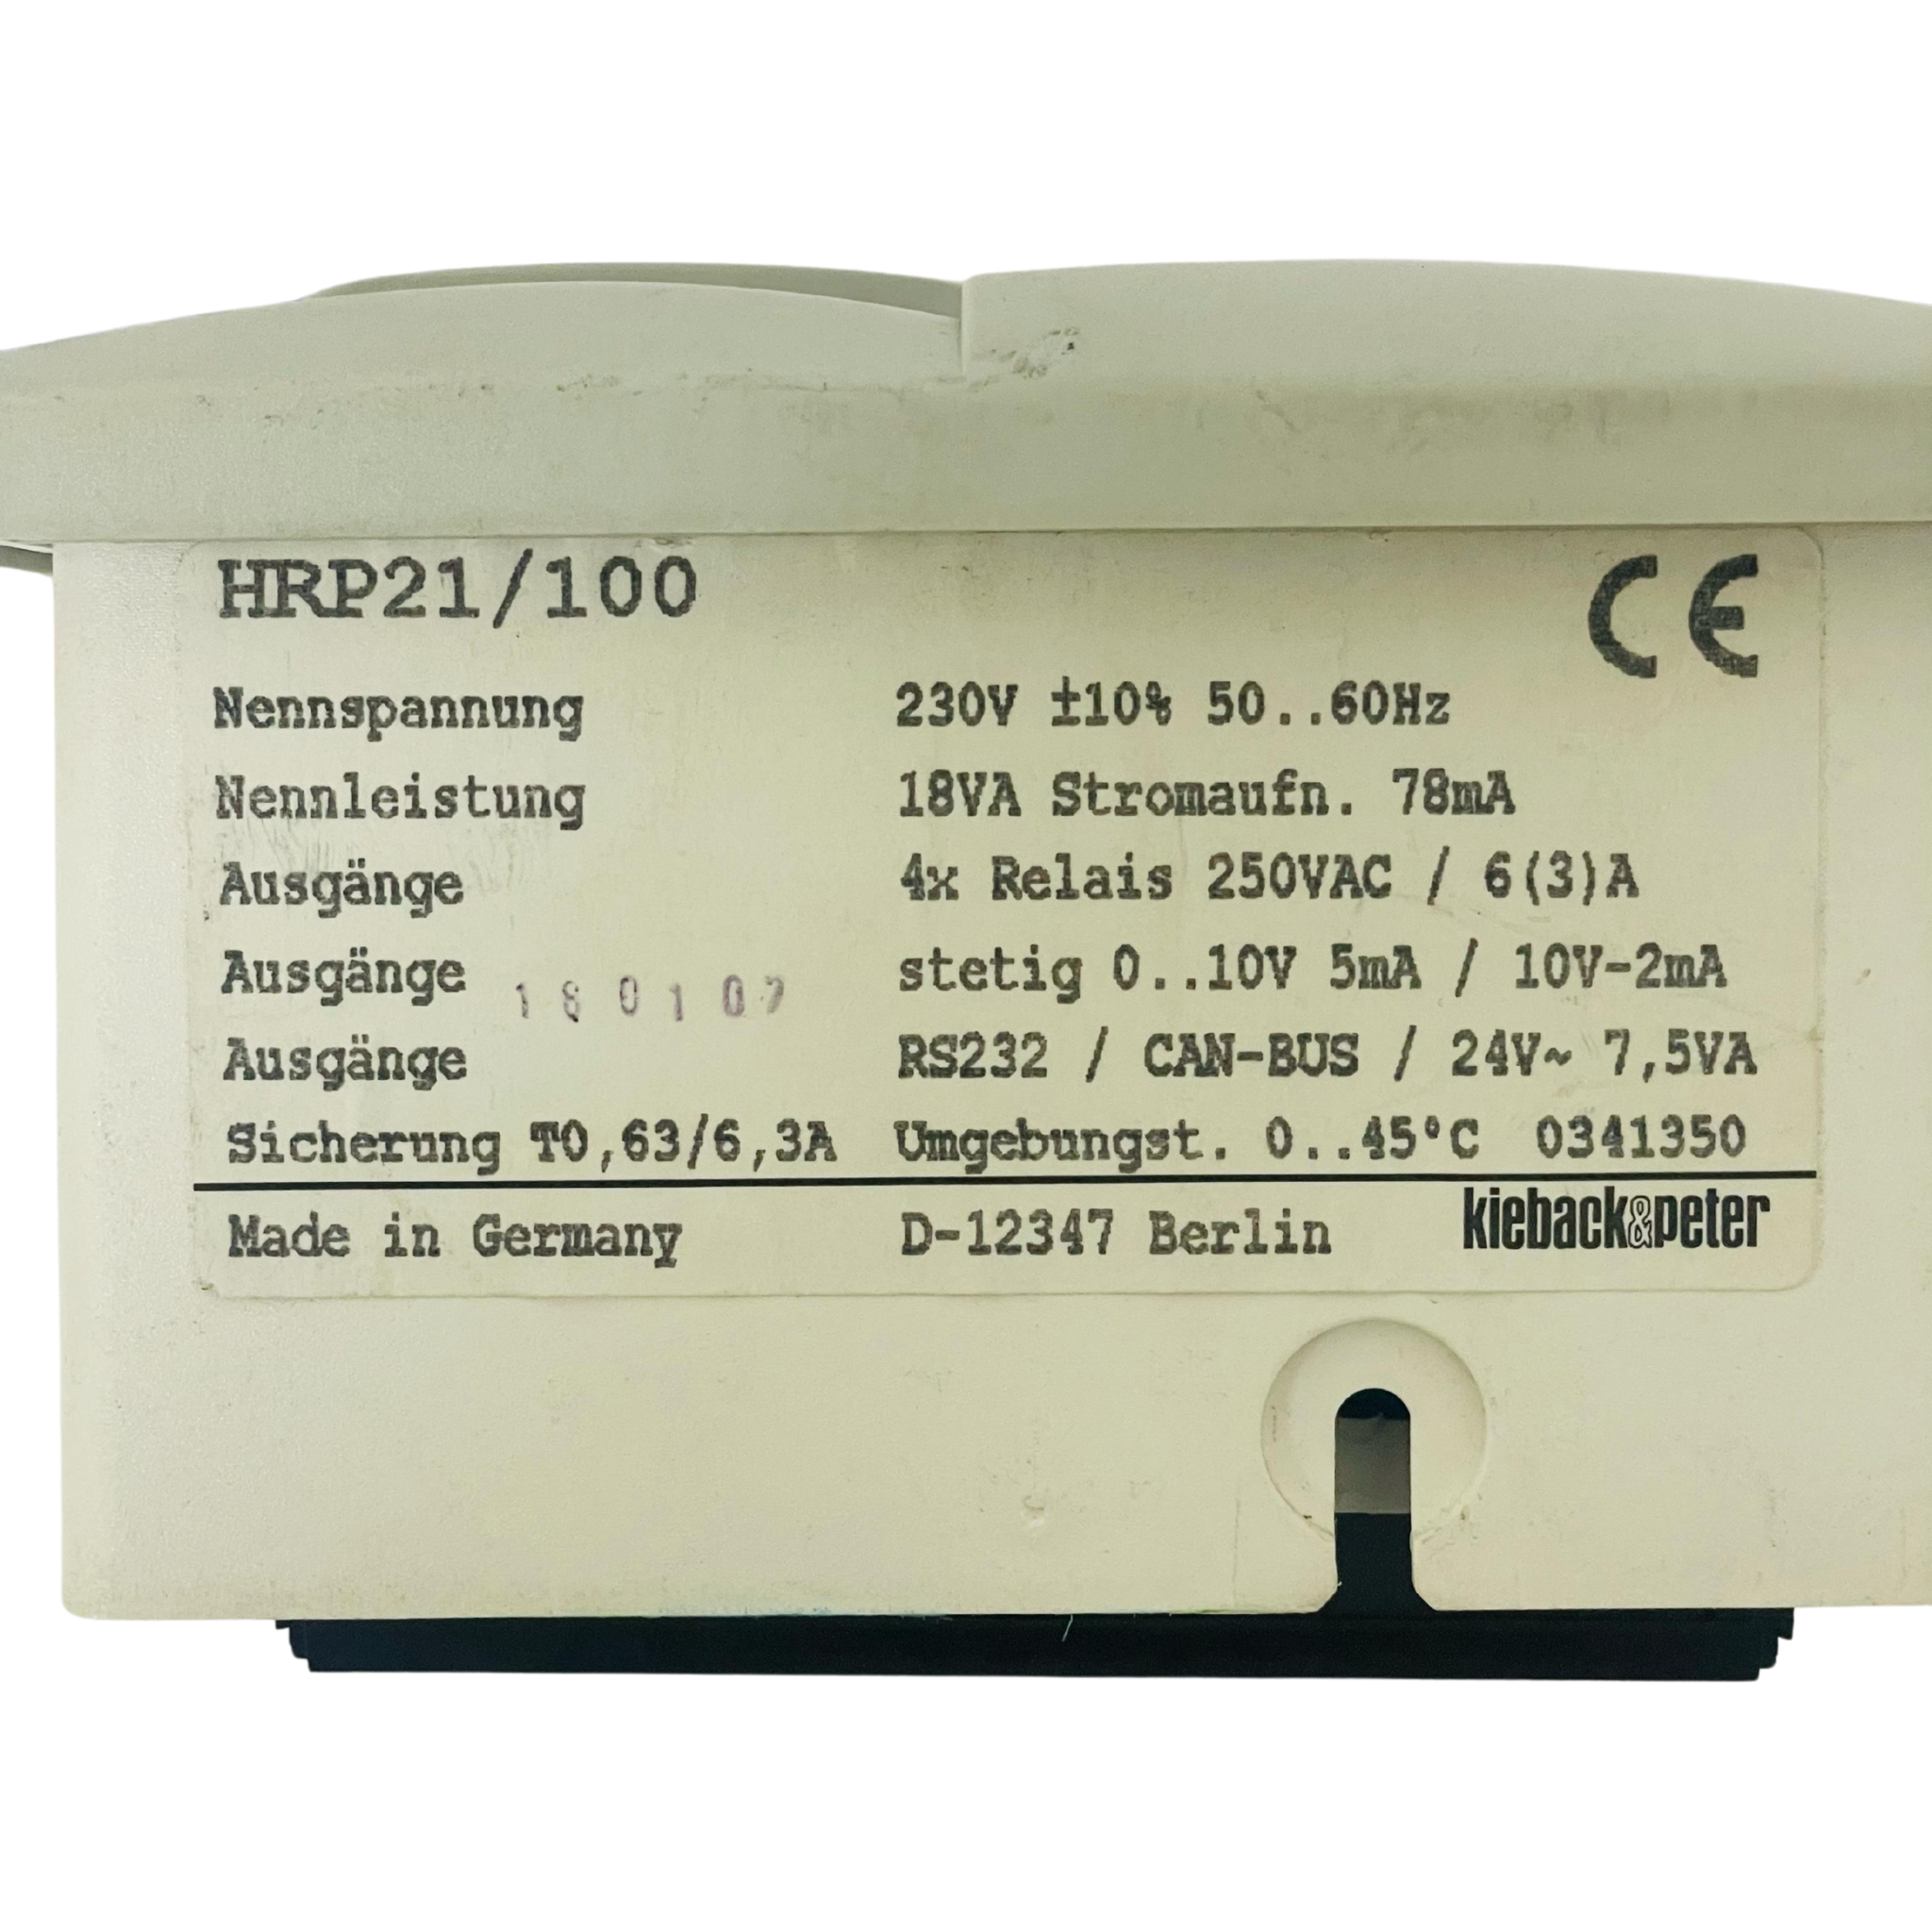 HRP21/100 CE
Nennspannung 230V ±10% 50..60Hz
Nennleistung 18VA Stromaufn. 78mA
Ausgänge 4x Relais 250VAC / 6(3)A
Ausgänge stetig 0..10V 5mA / 10V-2mA
Ausgänge RS232 / CAN-BUS / 24V~ 7,5VA
Sicherung T0,63/6,3A Umgebungst. 0..45°C 0341350
Made in Germany D-12347 Berlin kieback&peter